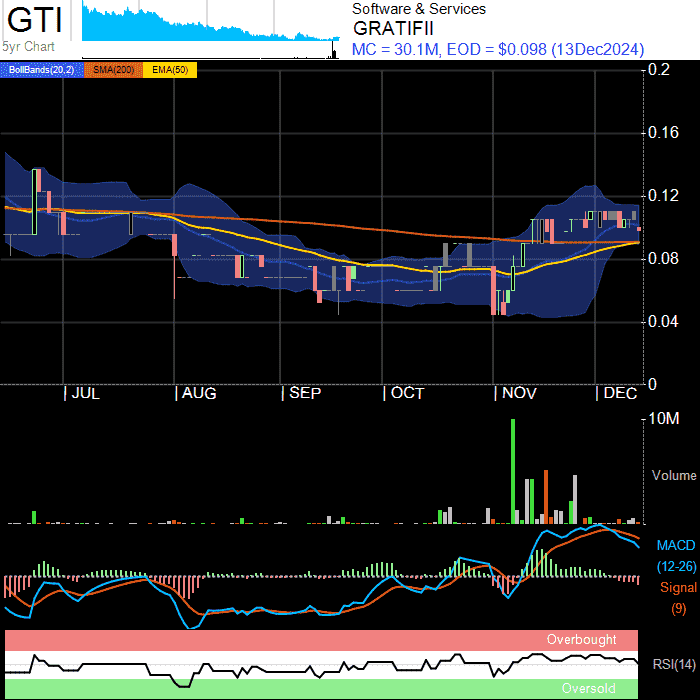 GTI
5yr Chart
Software & Services
GRATIFII
MC = 30.1M, EOD = $0.098 (13Dec2024)
BollBands(20,2) SMA(200) EMA(50)
0.2
0.16
0.12
0.08
0.04
0
JUL AUG SEP OCT NOV DEC
10M
Volume
MACD
(12-26)
Signal
(9)
Overbought
RSI(14)
Oversold